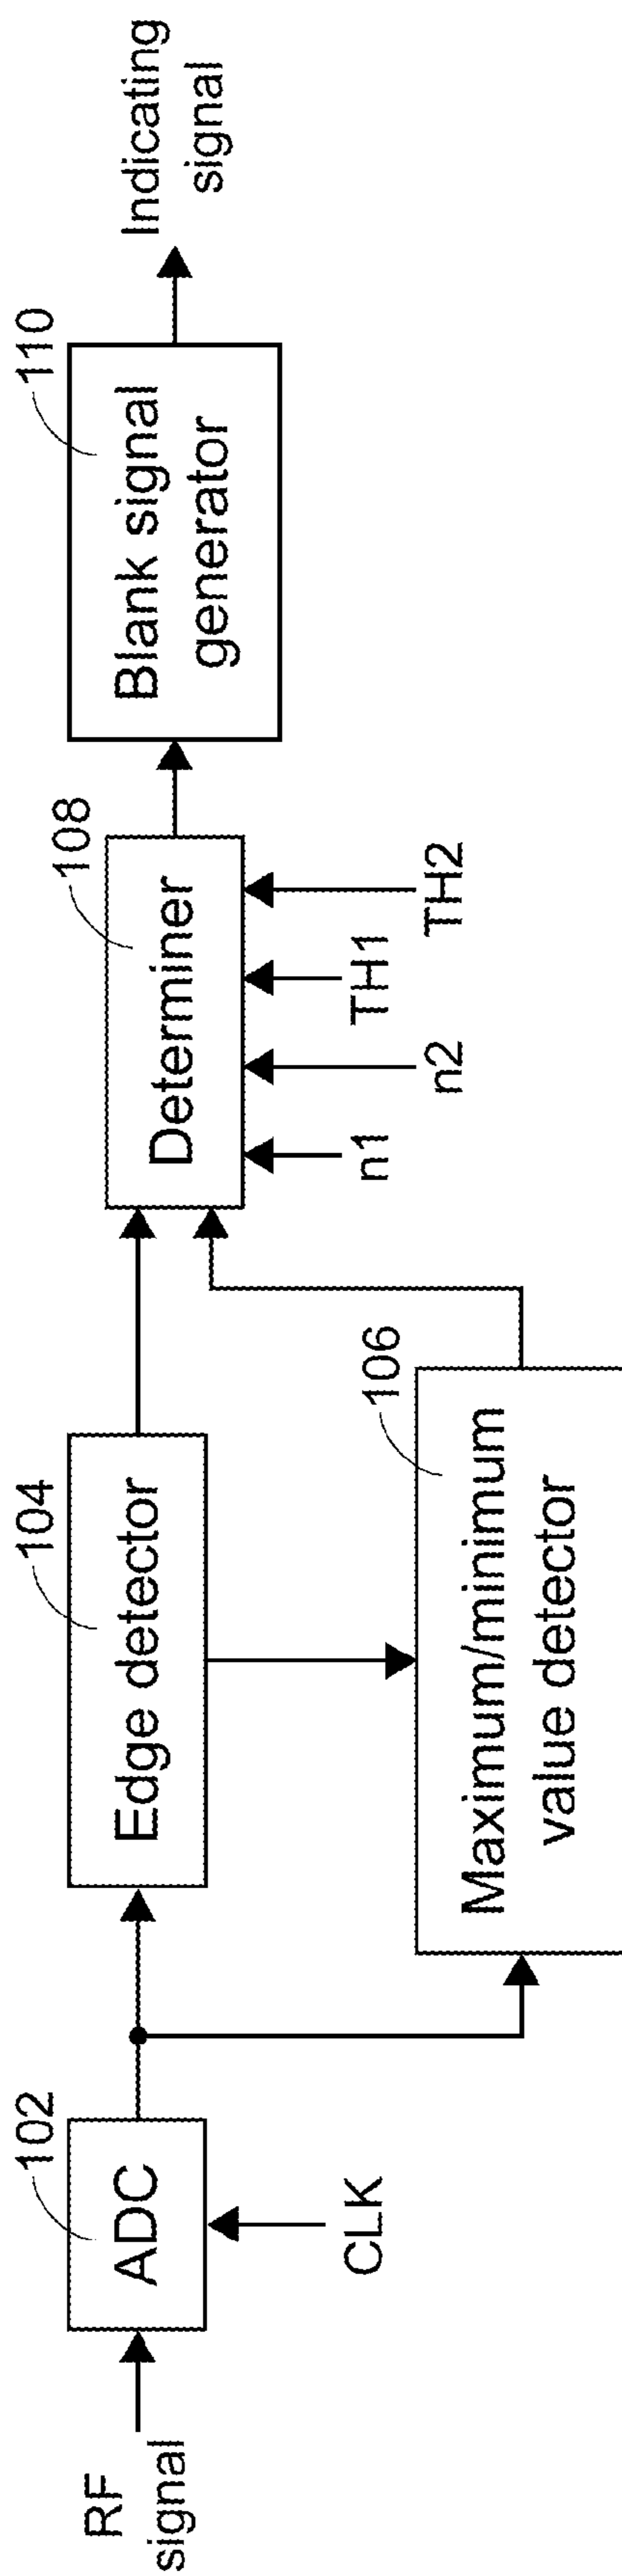 RF
signal
102
ADC
CLK
104
Edge detector
106
Maximum/minimum
value detector
108
Determiner
n1
n2
TH1
TH2
110
Blank signal
generator
Indicating
signal